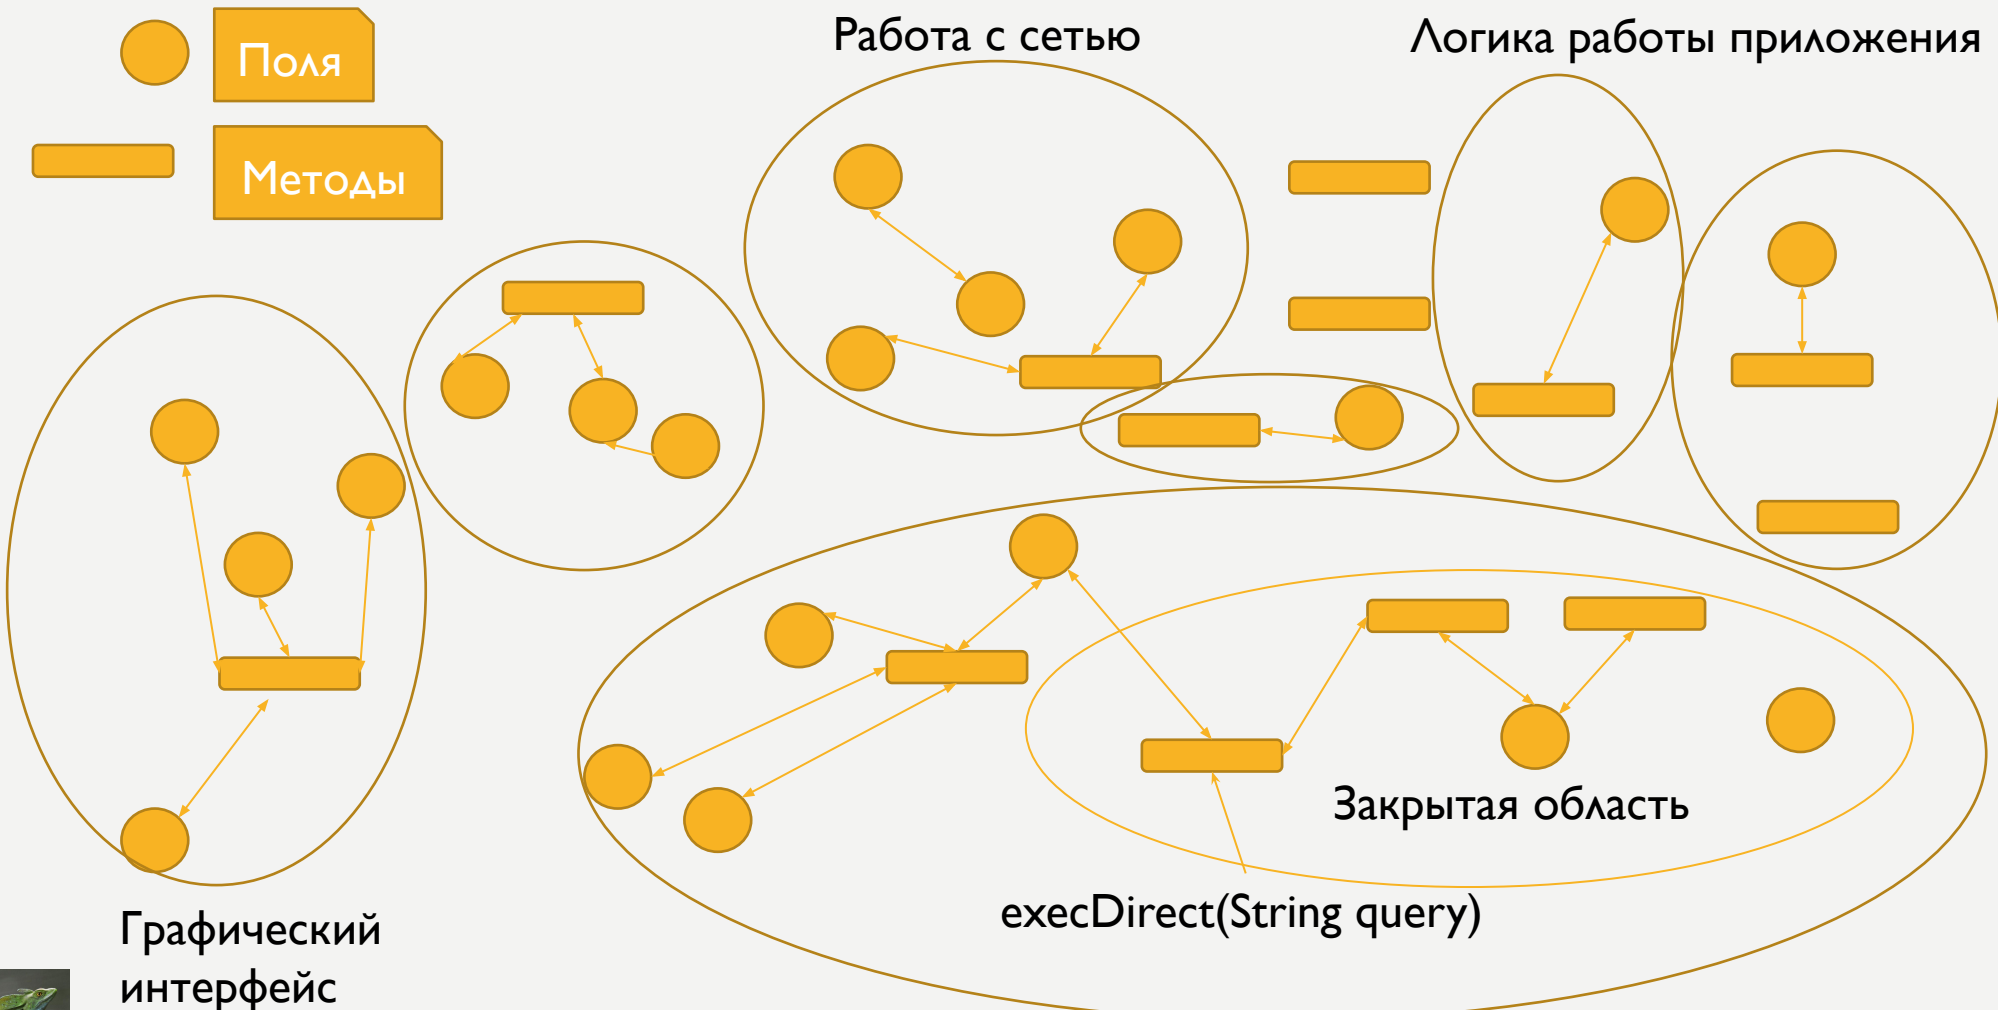 Поля
Методы
Работа с сетью
Логика работы приложения
Закрытая область
execDirect(String query)
Графический
интерфейс